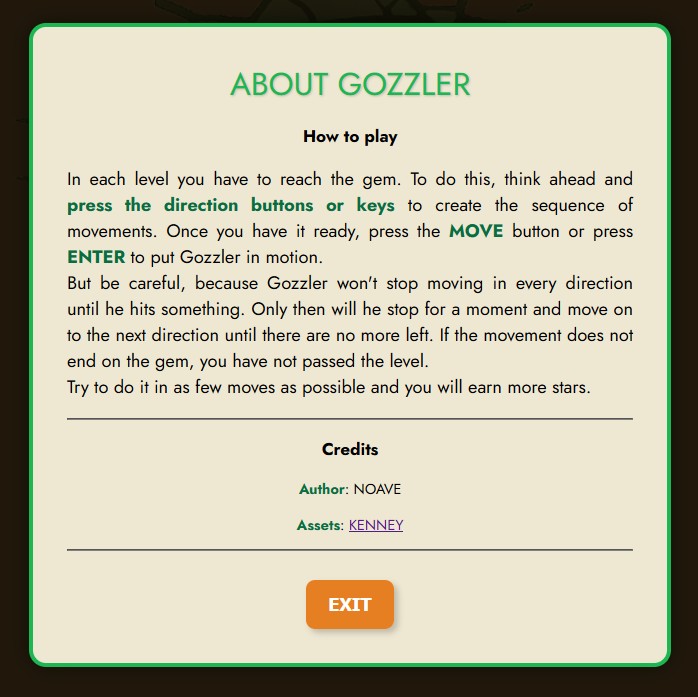 ABOUT GOZZLER
How to play
In each level you have to reach the gem. To do this, think ahead and
press the direction buttons or keys to create the sequence of
movements. Once you have it ready, press the MOVE button or press
ENTER to put Gozzler in motion.
But be careful, because Gozzler won't stop moving in every direction
until he hits something. Only then will he stop for a moment and move on
to the next direction until there are no more left. If the movement does not
end on the gem, you have not passed the level.
Try to do it in as few moves as possible and you will earn more stars.
Credits
Author: NOAVE
Assets: KENNEY
EXIT